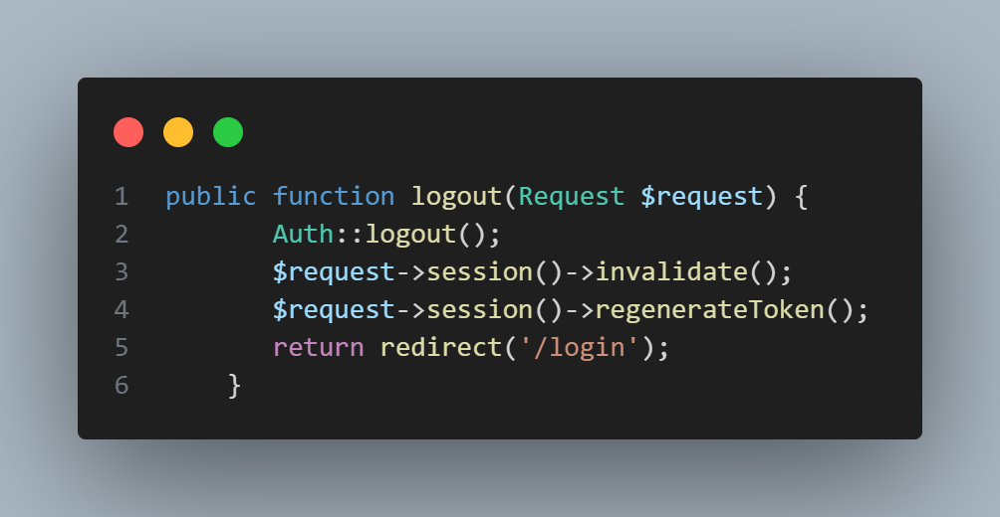 1 public function logout(Request $request) {
2 Auth::logout();
3 $request->session()->invalidate();
4 $request->session()->regenerateToken();
5 return redirect('/login');
6 }